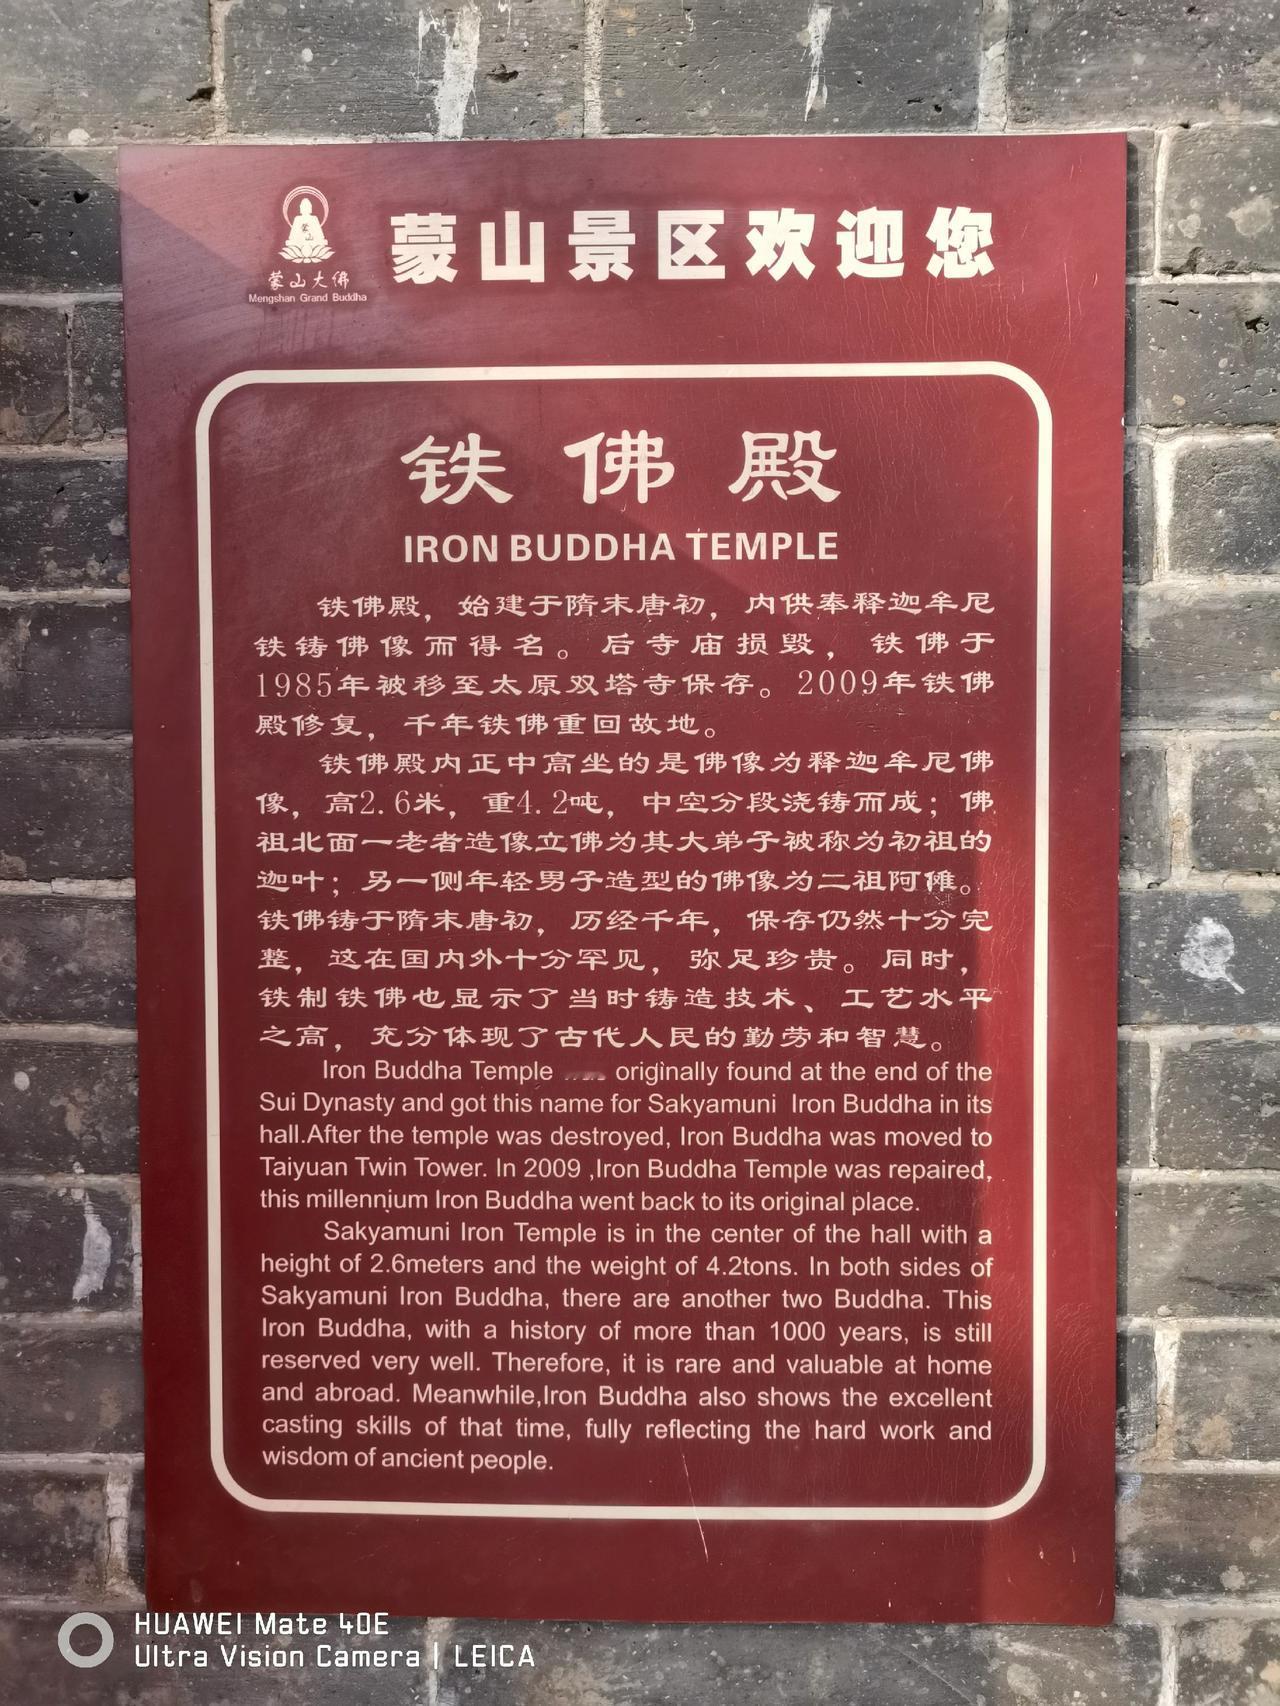 蒙山
蒙山大佛
Mengshan Grand Buddha
蒙山景区欢迎您
铁佛殿
IRON BUDDHA TEMPLE
铁佛殿，始建于隋末唐初，内供奉释迦牟尼
铁铸佛像而得名。后寺庙损毁，铁佛于
1985年被移至太原双塔寺保存。2009年铁佛
殿修复，千年铁佛重回故地。
铁佛殿内正中高坐的是佛像为释迦牟尼佛
像，高2.6米，重4.2吨，中空分段浇铸而成；佛
祖北面一老者造像立佛为其大弟子被称为初祖的
迦叶；另一侧年轻男子造型的佛像为二祖阿傩。
铁佛铸于隋末唐初，历经千年，保存仍然十分完
整，这在国内外十分罕见，弥足珍贵。同时，
铁制铁佛也显示了当时铸造技术、工艺水平
之高，充分体现了古代人民的勤劳和智慧。
Iron Buddha Temple originally found at the end of the
Sui Dynasty and got this name for Sakyamuni Iron Buddha in its
hall.After the temple was destroyed, Iron Buddha was moved to
Taiyuan Twin Tower. In 2009 ,Iron Buddha Temple was repaired,
this millennium Iron Buddha went back to its original place.
Sakyamuni Iron Temple is in the center of the hall with a
height of 2.6meters and the weight of 4.2tons. In both sides of
Sakyamuni Iron Buddha, there are another two Buddha. This
Iron Buddha, with a history of more than 1000 years, is still
reserved very well. Therefore, it is rare and valuable at home
and abroad. Meanwhile,Iron Buddha also shows the excellent
casting skills of that time, fully reflecting the hard work and
wisdom of ancient people.
HUAWEI Mate 40E
Ultra Vision Camera | LEICA